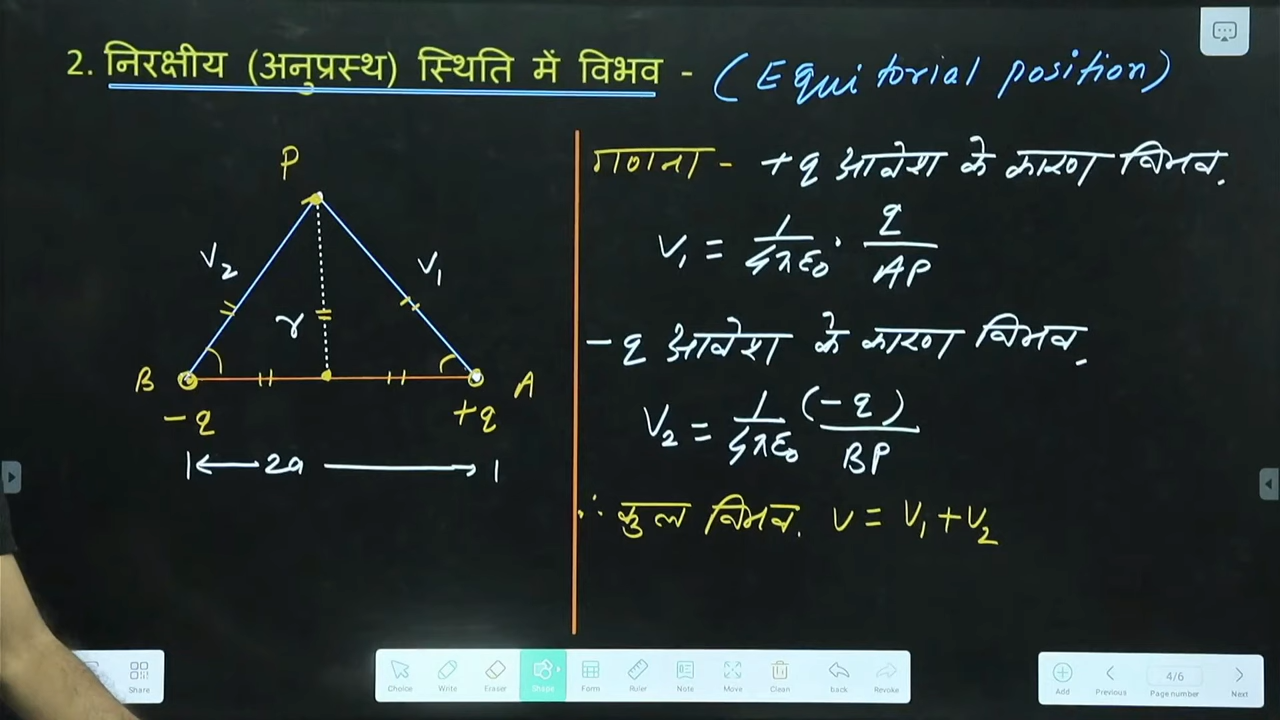 2. निरक्षीय (अनुप्रस्थ) स्थिति में विभव - (Equitorial position)
P
V₂
V₁
r
B
A
-q
+q
2a
गणना - +q आवेश के कारण विभव.
V₁ = 1/4πε₀ · q/AP
-q आवेश के कारण विभव.
V₂ = 1/4πε₀ (-q)/BP
∴ कुल विभव. V = V₁ + V₂
Share
Choice
Write
Eraser
Shape
Form
Ruler
Note
Move
Clean
back
Revoke
Add
Previous
4/6
Page number
Next